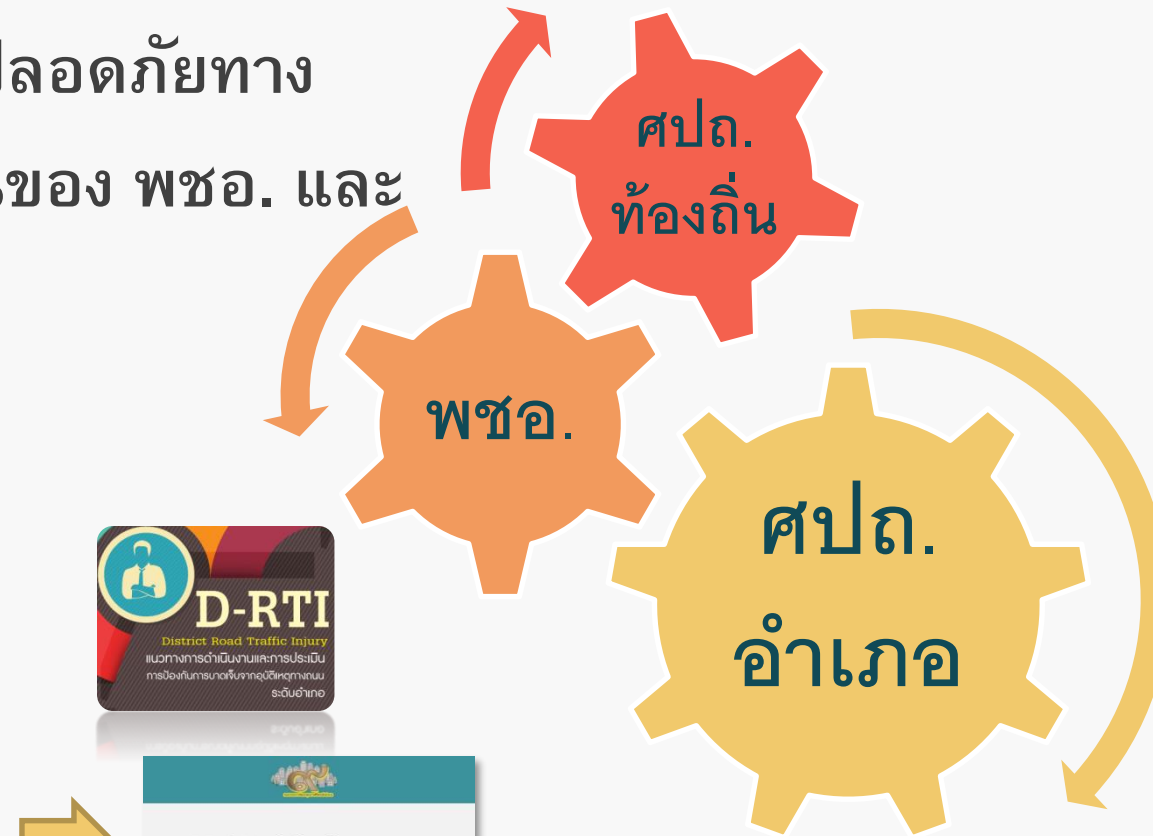 ปลอดภัยทาง
นของ พชอ. และ
ศปถ.
ท้องถิ่น
พชอ.
ศปถ.
อำเภอ
D-RTI
District Road Traffic Injury
แนวทางการดำเนินงานและการประเมิน
การป้องกันการบาดเจ็บจากอุบัติเหตุทางถนน
ระดับอำเภอ